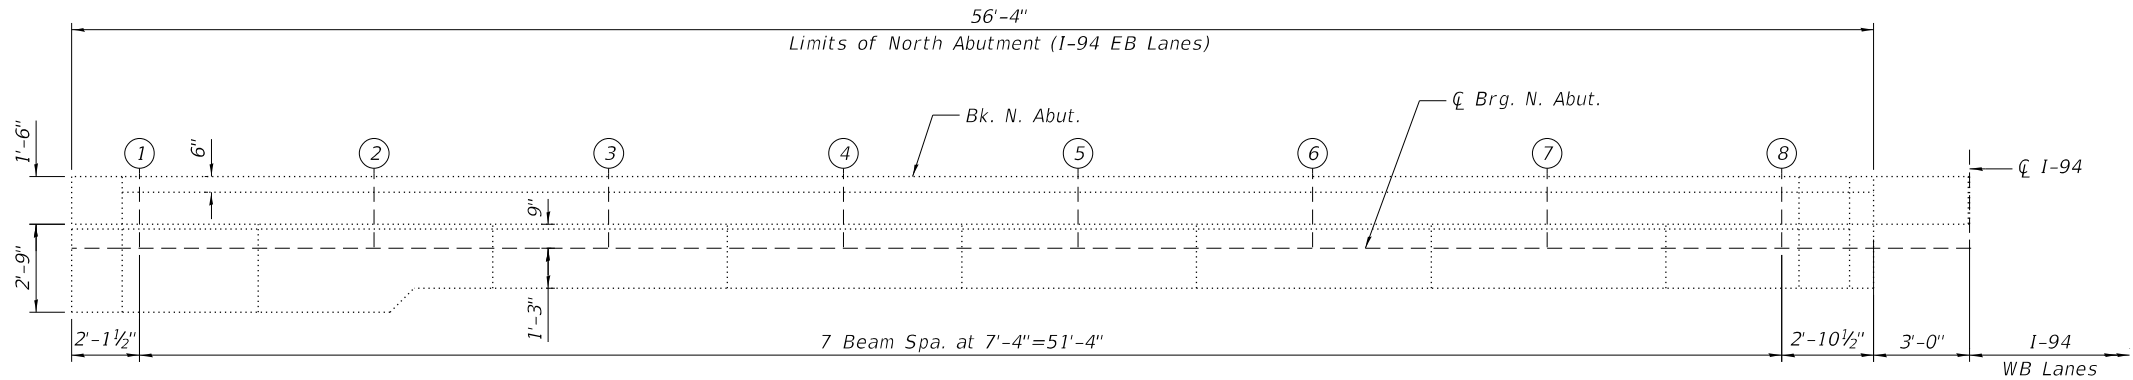 56'-4"
Limits of North Abutment (I-94 EB Lanes)
Bk. N. Abut.
℄ Brg. N. Abut.
1'-6"
1
2
6"
3
4
5
6
7
8
℄ I-94
9"
2'-9"
1'-3"
2'-1½"
7 Beam Spa. at 7'-4"=51'-4"
2'-10½"
3'-0"
I-94
WB Lanes